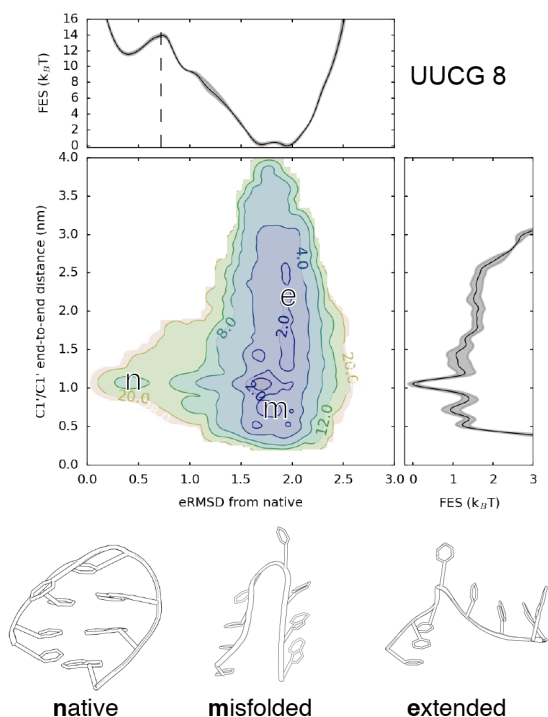 16
14
12
10
8
6
4
2
0
FES (k_BT)
UUCG 8
4.0
3.5
3.0
2.5
2.0
1.5
1.0
0.5
0.0
C1'/C1' end-to-end distance (nm)
4.0
e
8.0
2.0
n
20.0
m
12.0
20.0
0.0 0.5 1.0 1.5 2.0 2.5 3.0
eRMSD from native
0 1 2 3
FES (k_BT)
native misfolded extended